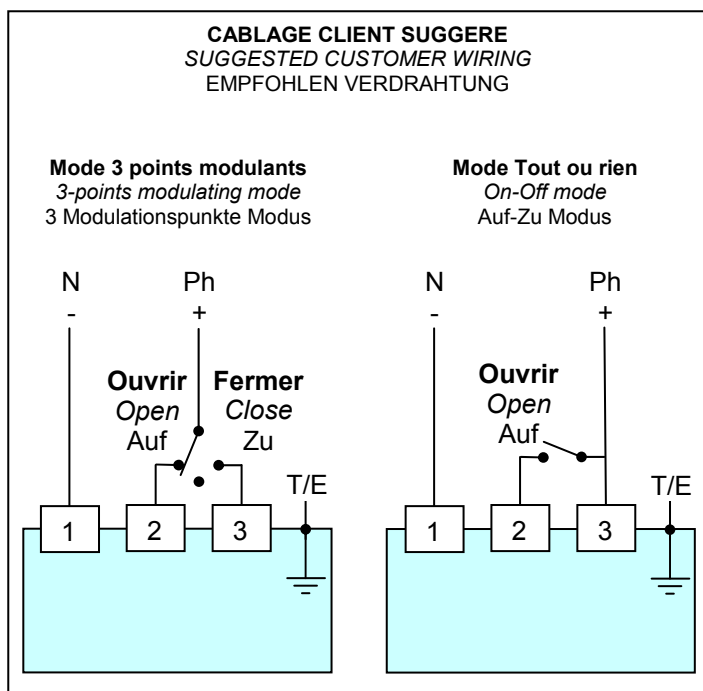 CABLAGE CLIENT SUGGERE
SUGGESTED CUSTOMER WIRING
EMPFOHLEN VERDRAHTUNG
Mode 3 points modulants
3-points modulating mode
3 Modulationspunkte Modus
N Ph
- +
Ouvrir Fermer
Open Close
Auf Zu
T/E
1 2 3
Mode Tout ou rien
On-Off mode
Auf-Zu Modus
N Ph
- +
Ouvrir
Open
Auf
T/E
1 2 3